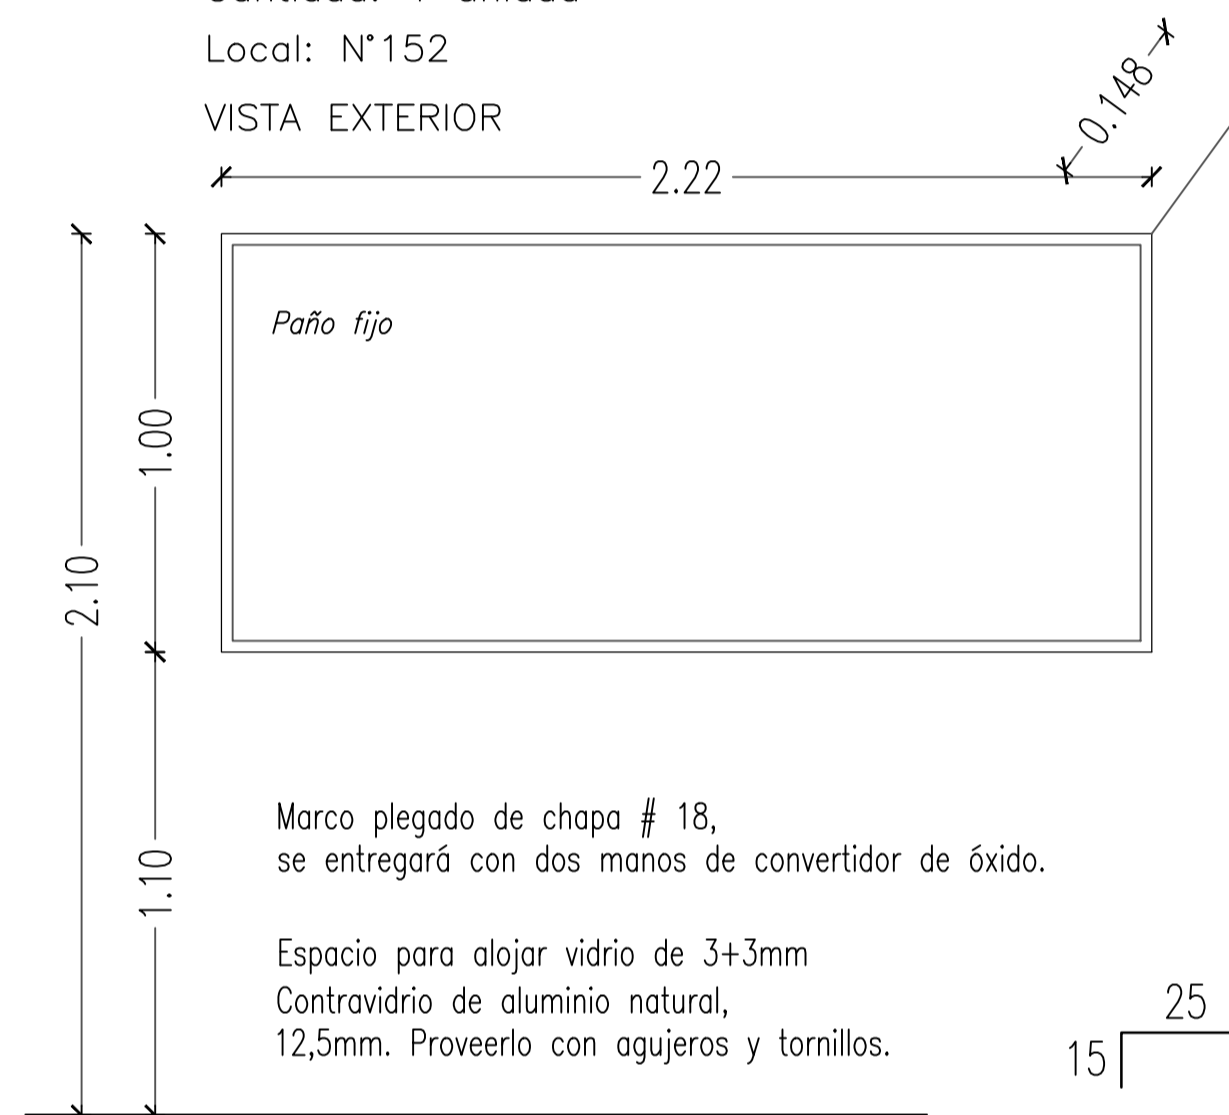 Local: N°152
VISTA EXTERIOR
0.148
2.22
Paño fijo
1.00
2.10
1.10
Marco plegado de chapa # 18,
se entregará con dos manos de convertidor de óxido.
Espacio para alojar vidrio de 3+3mm
Contravidrio de aluminio natural,
12,5mm. Proveerlo con agujeros y tornillos.
25
15